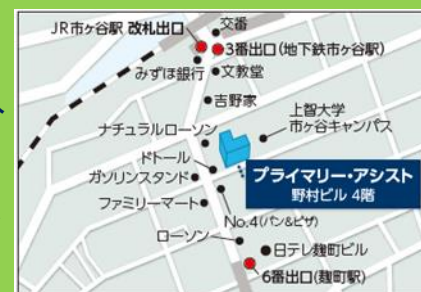 交番
JR市ヶ谷駅 改札出口
3番出口(地下鉄市ヶ谷駅)
みずほ銀行
文教堂
吉野家
上智大学
市ヶ谷キャンパス
ナチュラルローソン
ドトール
ガソリンスタンド
プライマリー・アシスト
野村ビル 4階
ファミリーマート
No.4(パン&ピザ)
ローソン
日テレ麹町ビル
6番出口(麹町駅)